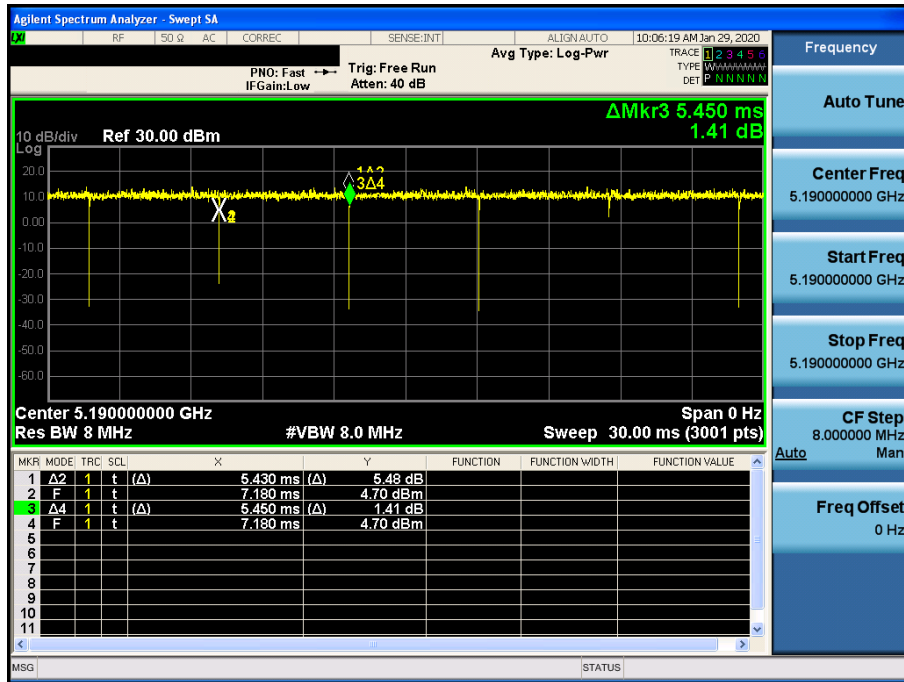 Agilent Spectrum Analyzer - Swept SA
LXI RF 50 Ω AC CORREC SENSE:INT ALIGN AUTO 10:06:19 AM Jan 29, 2020
Avg Type: Log-Pwr
TRACE 1 2 3 4 5 6
TYPE WWWWWW
DET P N N N N N
PNO: Fast
IFGain:Low
Trig: Free Run
Atten: 40 dB
Frequency
ΔMkr3 5.450 ms
1.41 dB
10 dB/div Ref 30.00 dBm
Log
20.0
10.0
0.00
-10.0
-20.0
-30.0
-40.0
-50.0
-60.0
1Δ2
3Δ4
Center 5.190000000 GHz Span 0 Hz
Res BW 8 MHz #VBW 8.0 MHz Sweep 30.00 ms (3001 pts)
MKR MODE TRC SCL X Y FUNCTION FUNCTION WIDTH FUNCTION VALUE
1 Δ2 1 t (Δ) 5.430 ms (Δ) 5.48 dB
2 F 1 t 7.180 ms 4.70 dBm
3 Δ4 1 t (Δ) 5.450 ms (Δ) 1.41 dB
4 F 1 t 7.180 ms 4.70 dBm
5
6
7
8
9
10
11
MSG STATUS
Auto Tune
Center Freq
5.190000000 GHz
Start Freq
5.190000000 GHz
Stop Freq
5.190000000 GHz
CF Step
8.000000 MHz
Auto Man
Freq Offset
0 Hz